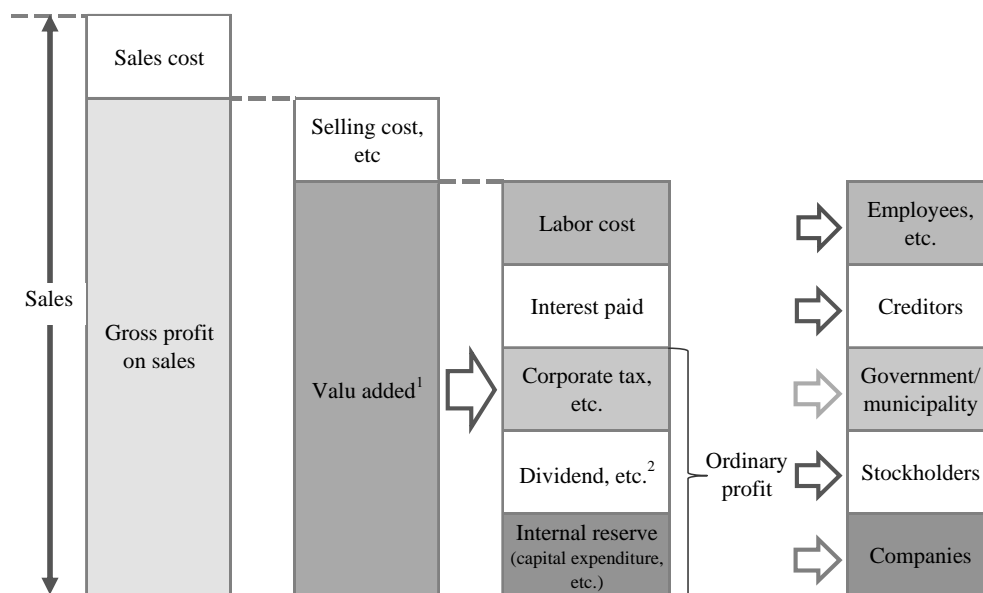 Sales
Sales cost
Gross profit
on sales
Selling cost,
etc
Valu added1
Labor cost
Interest paid
Corporate tax,
etc.
Dividend, etc.2
Internal reserve
(capital expenditure,
etc.)
Ordinary
profit
Employees,
etc.
Creditors
Government/
municipality
Stockholders
Companies